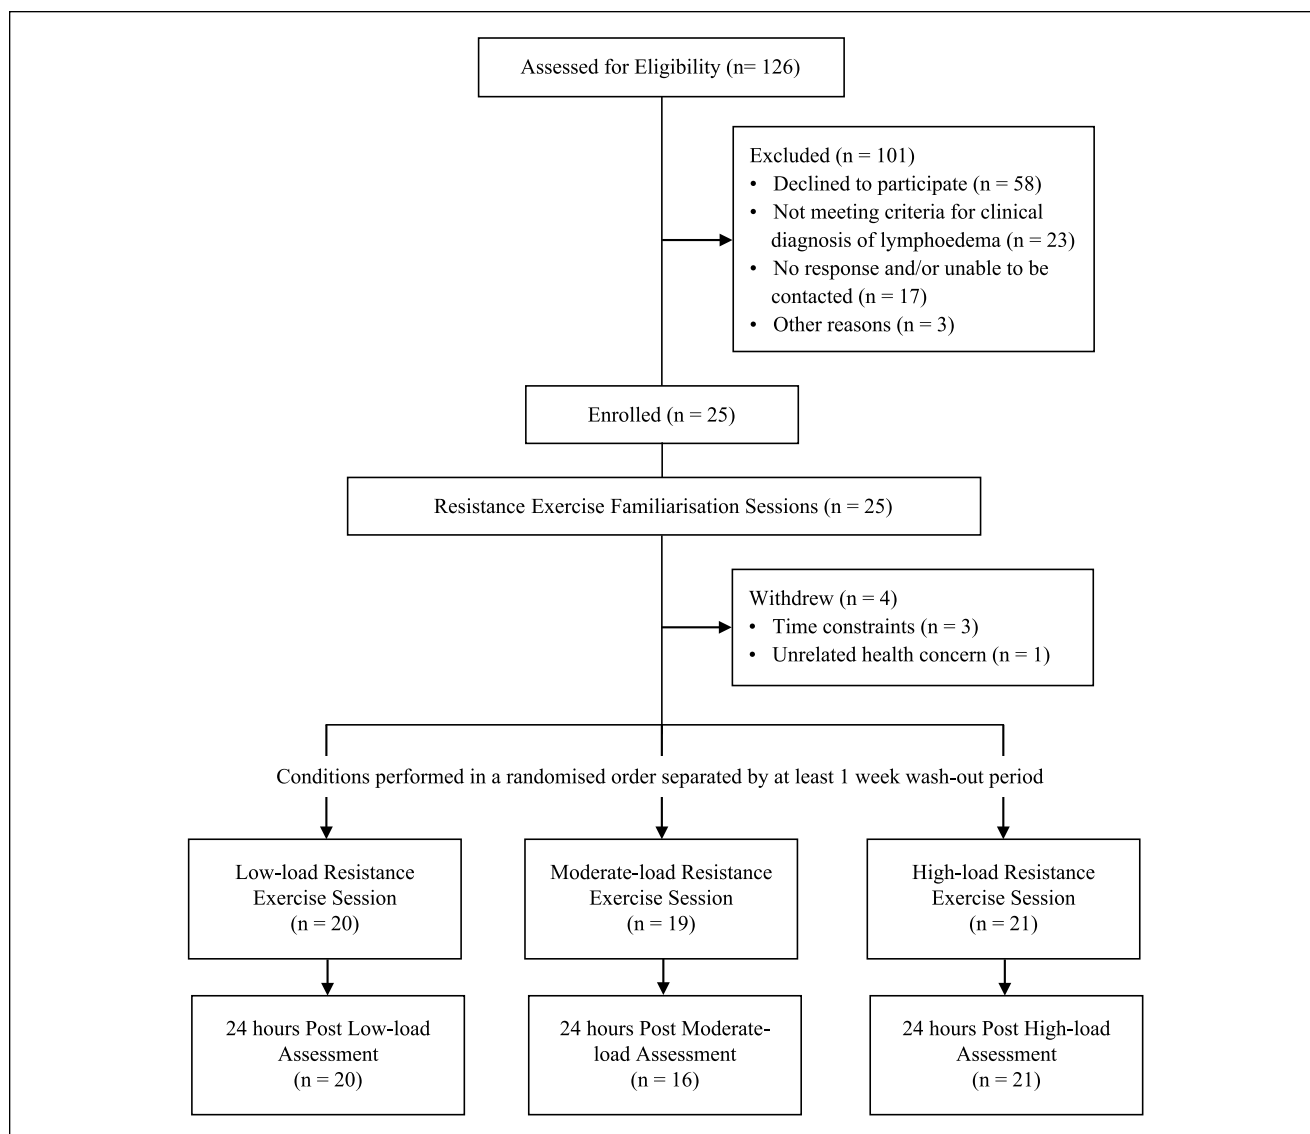 Assessed for Eligibility (n= 126)
Excluded (n = 101)
• Declined to participate (n = 58)
• Not meeting criteria for clinical
diagnosis of lymphoedema (n = 23)
• No response and/or unable to be
contacted (n = 17)
• Other reasons (n = 3)
Enrolled (n = 25)
Resistance Exercise Familiarisation Sessions (n = 25)
Withdrew (n = 4)
• Time constraints (n = 3)
• Unrelated health concern (n = 1)
Conditions performed in a randomised order separated by at least 1 week wash-out period
Low-load Resistance
Exercise Session
(n = 20)
Moderate-load Resistance
Exercise Session
(n = 19)
High-load Resistance
Exercise Session
(n = 21)
24 hours Post Low-load
Assessment
(n = 20)
24 hours Post Moderate-
load Assessment
(n = 16)
24 hours Post High-load
Assessment
(n = 21)